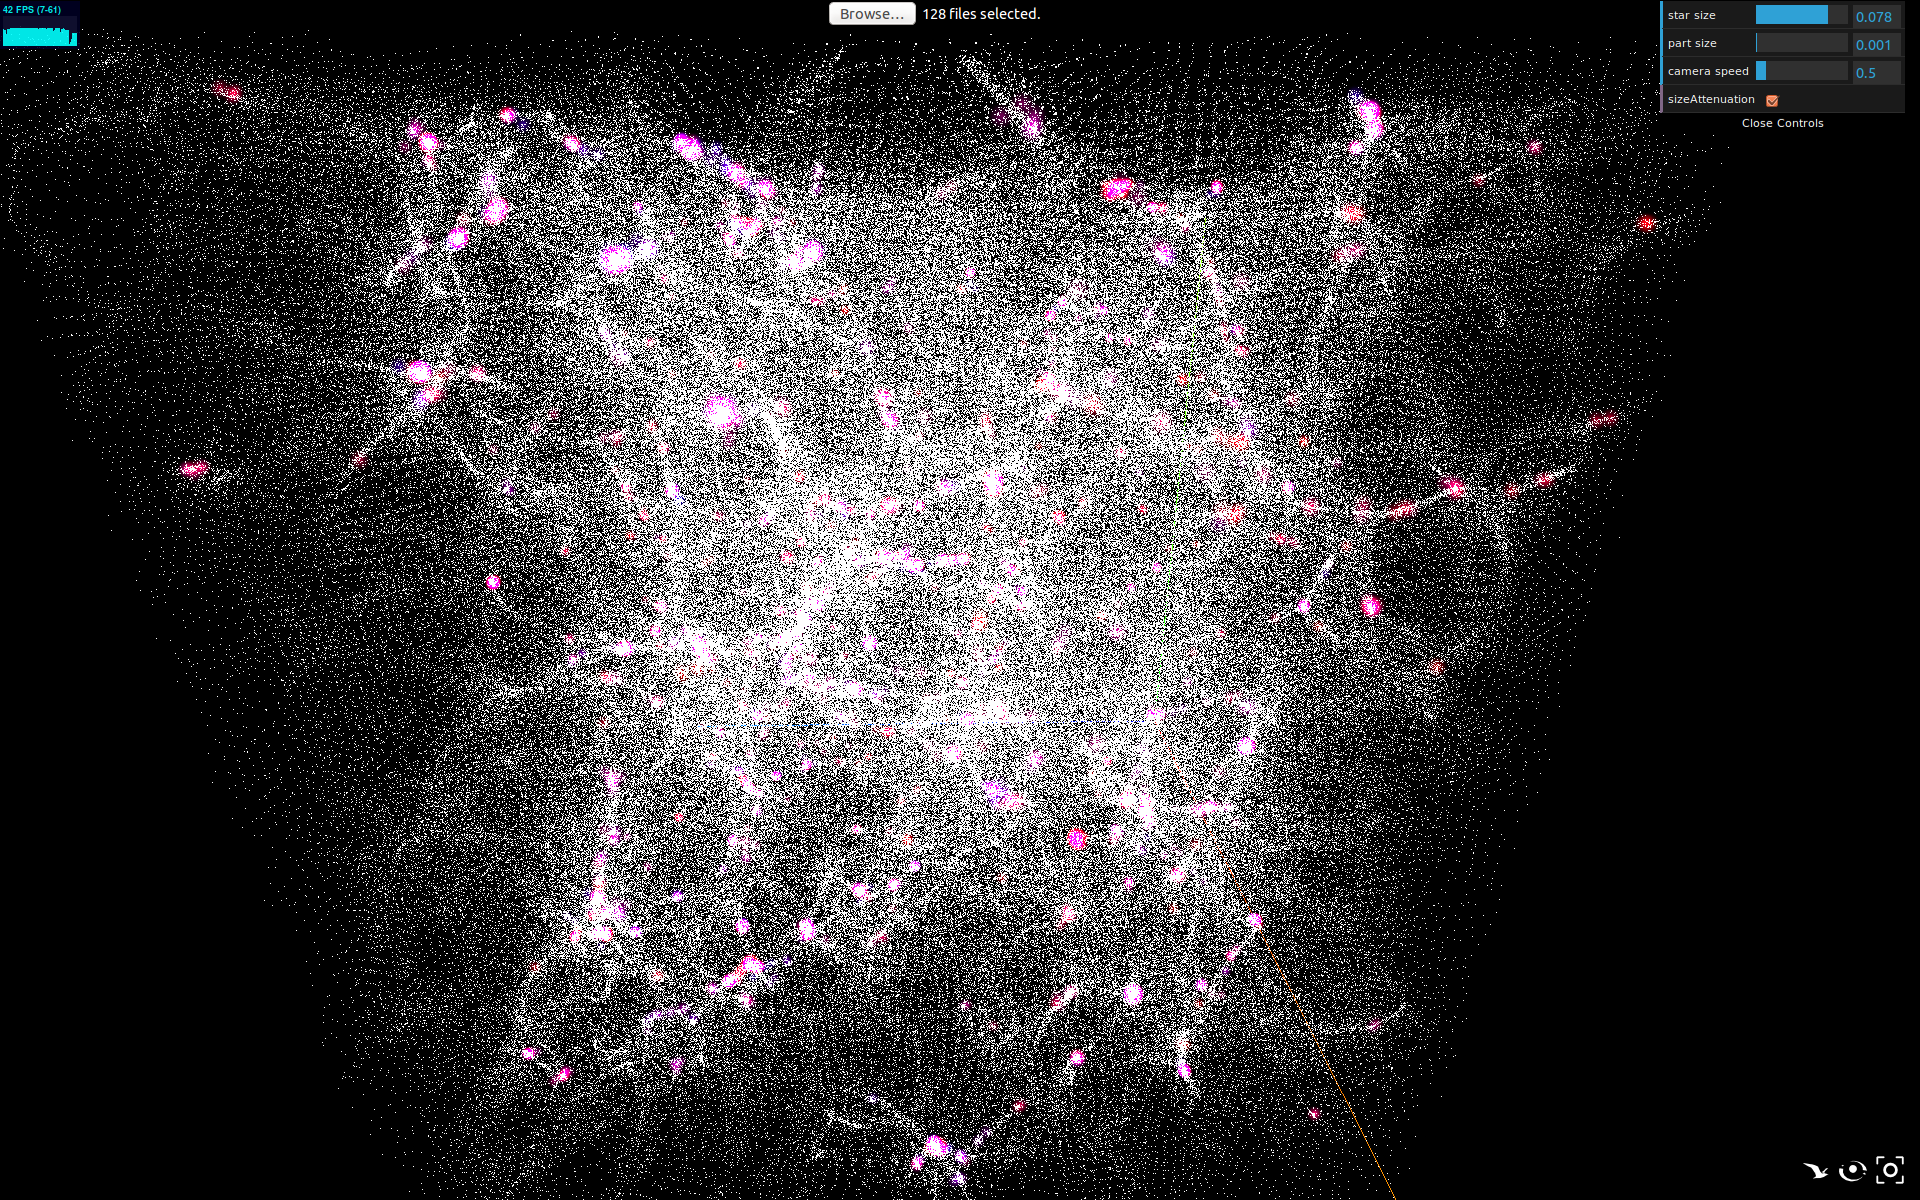 42 FPS (7-61)
Browse... 128 files selected.
star size 0.078
part size 0.001
camera speed 0.5
sizeAttenuation
Close Controls